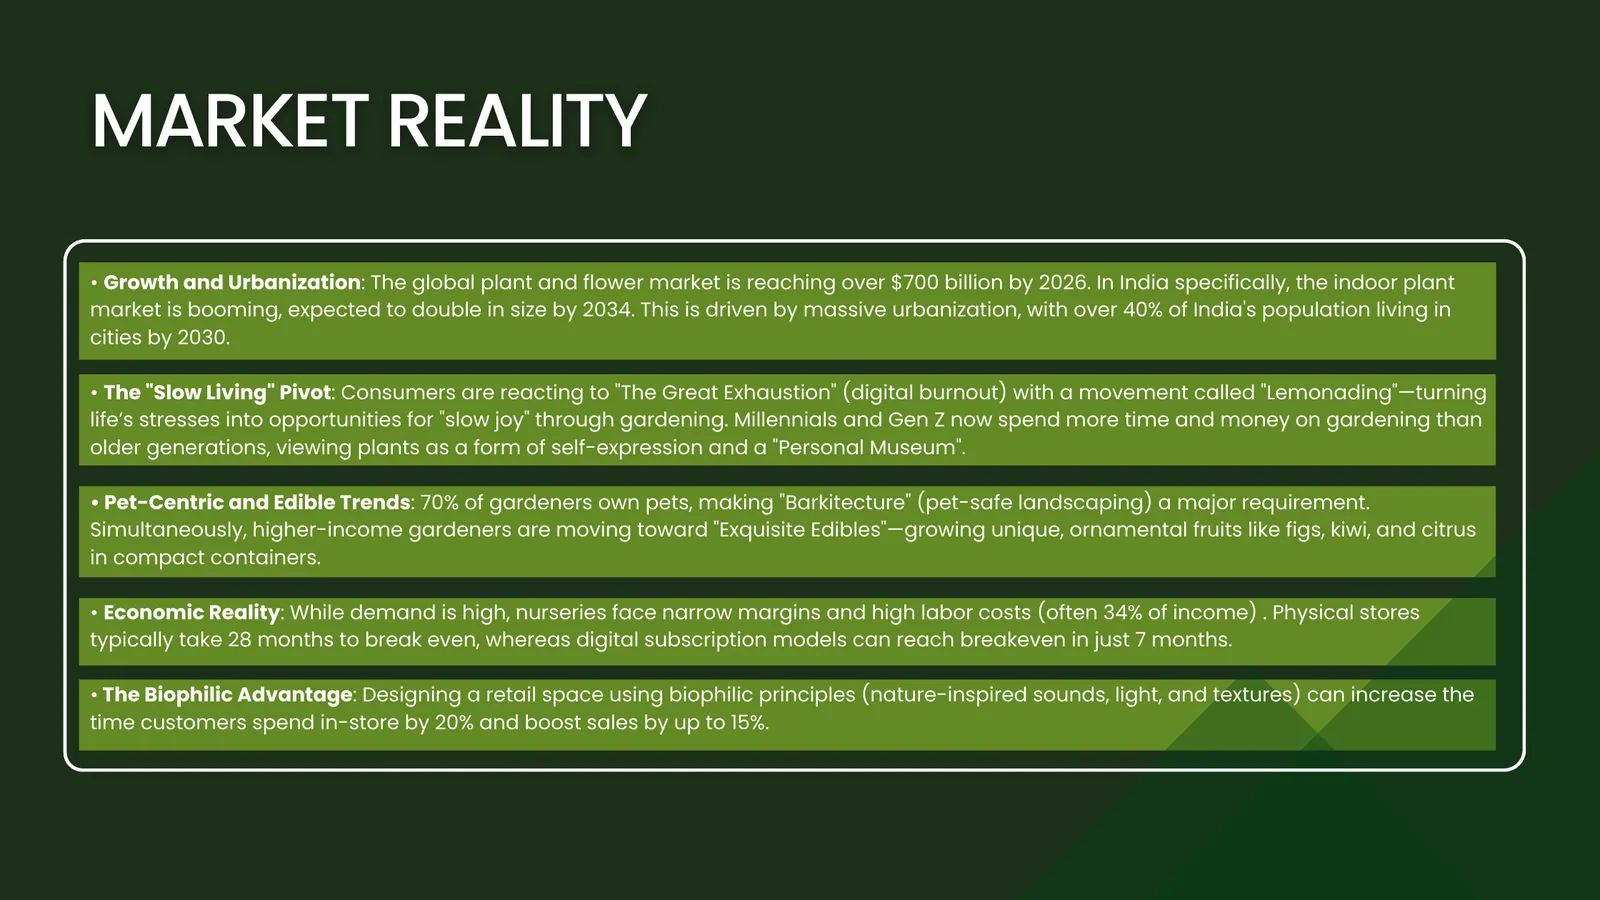 MARKET REALITY
• Growth and Urbanization: The global plant and flower market is reaching over $700 billion by 2026. In India specifically, the indoor plant
market is booming, expected to double in size by 2034. This is driven by massive urbanization, with over 40% of India's population living in
cities by 2030.
• The "Slow Living" Pivot: Consumers are reacting to "The Great Exhaustion" (digital burnout) with a movement called "Lemonading"—turning
life’s stresses into opportunities for "slow joy" through gardening. Millennials and Gen Z now spend more time and money on gardening than
older generations, viewing plants as a form of self-expression and a "Personal Museum".
• Pet-Centric and Edible Trends: 70% of gardeners own pets, making "Barkitecture" (pet-safe landscaping) a major requirement.
Simultaneously, higher-income gardeners are moving toward "Exquisite Edibles"—growing unique, ornamental fruits like figs, kiwi, and citrus
in compact containers.
• Economic Reality: While demand is high, nurseries face narrow margins and high labor costs (often 34% of income) . Physical stores
typically take 28 months to break even, whereas digital subscription models can reach breakeven in just 7 months.
• The Biophilic Advantage: Designing a retail space using biophilic principles (nature-inspired sounds, light, and textures) can increase the
time customers spend in-store by 20% and boost sales by up to 15%.